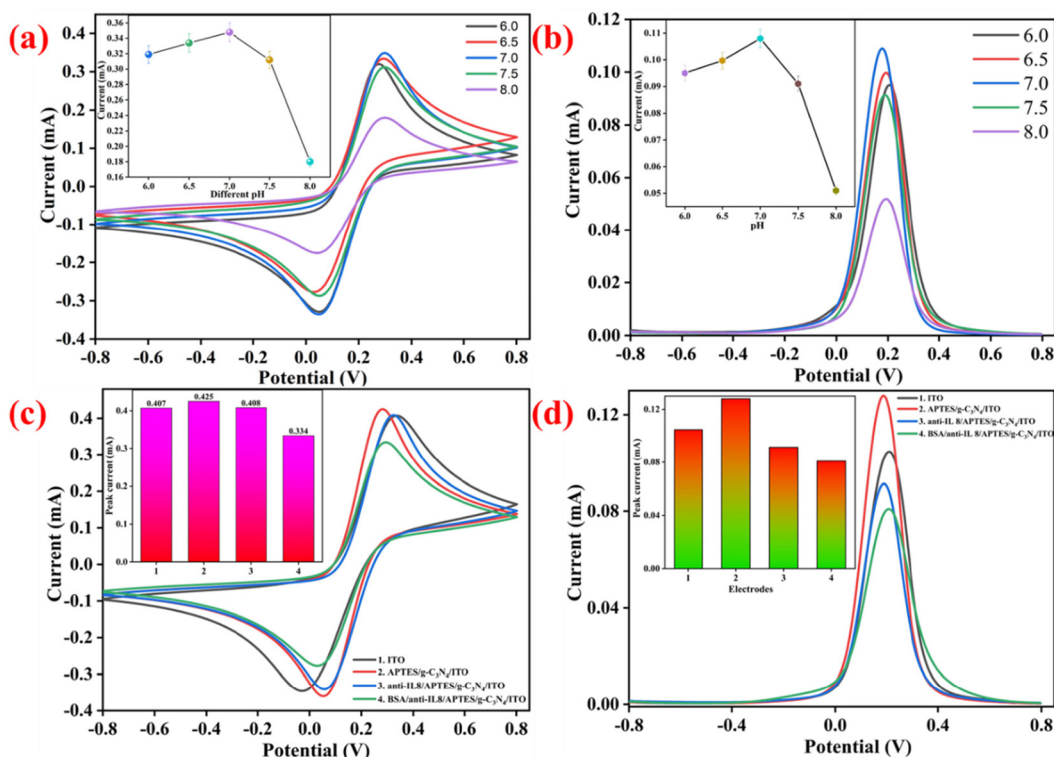 (a)
6.0
6.5
7.0
7.5
8.0
Current (mA)
0.4
0.3
0.2
0.1
0.0
-0.1
-0.2
-0.3
-0.4
-0.8 -0.6 -0.4 -0.2 0.0 0.2 0.4 0.6 0.8
Potential (V)
Current (mA)
0.36
0.34
0.32
0.30
0.28
0.26
0.24
0.22
0.20
0.18
0.16
6.0 6.5 7.0 7.5 8.0
Different pH
(b)
6.0
6.5
7.0
7.5
8.0
Current (mA)
0.12
0.10
0.08
0.06
0.04
0.02
0.00
-0.8 -0.4 0.0 0.4 0.8
Potential (V)
Current (mA)
0.11
0.10
0.09
0.08
0.07
0.06
0.05
6.0 6.5 7.0 7.5 8.0
pH
(c)
Current (mA)
0.4
0.3
0.2
0.1
0.0
-0.1
-0.2
-0.3
-0.4
-0.8 -0.6 -0.4 -0.2 0.0 0.2 0.4 0.6 0.8
Potential (V)
Peak current (mA)
0.4
0.3
0.2
0.1
0.0
0.407 0.425 0.408 0.334
1 2 3 4
1. ITO
2. APTES/g-C₃N₄/ITO
3. anti-IL8/APTES/g-C₃N₄/ITO
4. BSA/anti-IL8/APTES/g-C₃N₄/ITO
(d)
1. ITO
2. APTES/g-C₃N₄/ITO
3. anti-IL 8/APTES/g-C₃N₄/ITO
4. BSA/anti-IL 8/APTES/g-C₃N₄/ITO
Current (mA)
0.12
0.08
0.04
0.00
-0.8 -0.4 0.0 0.4 0.8
Potential (V)
Peak current (mA)
0.12
0.08
0.04
0.00
1 2 3 4
Electrodes